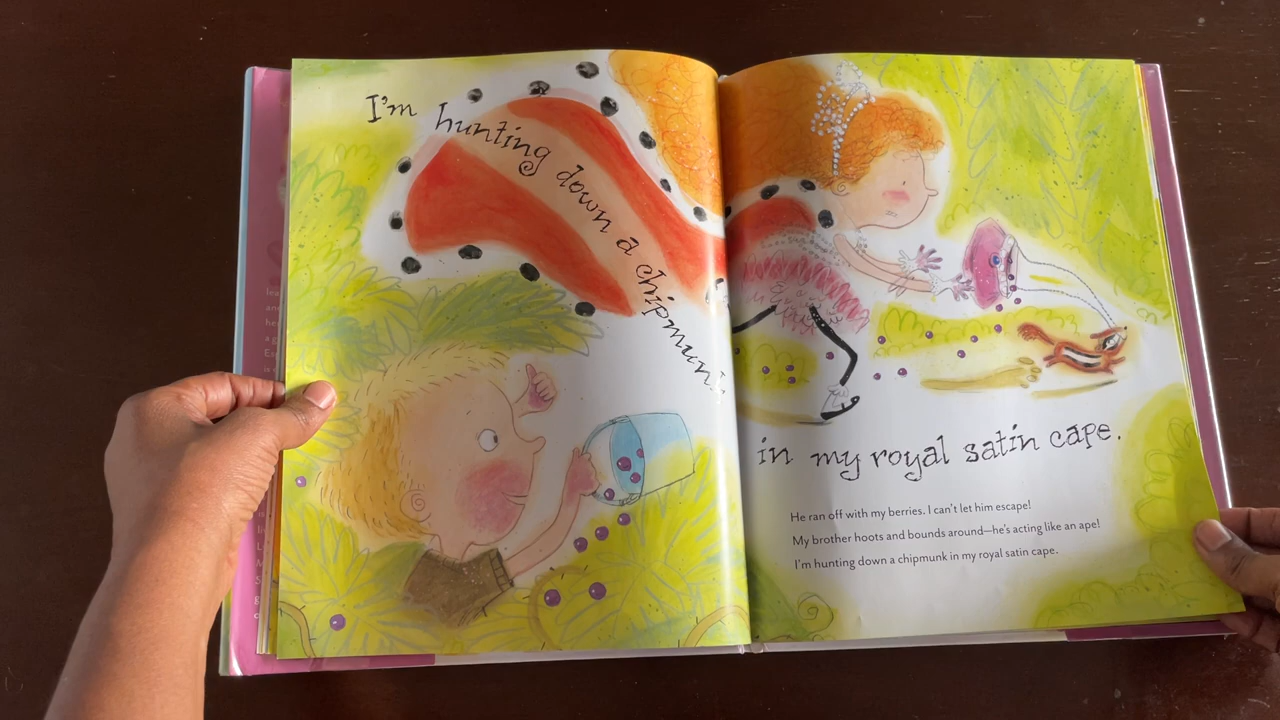 I'm hunting down a chipmunk
in my royal satin cape.
He ran off with my berries. I can't let him escape!
My brother hoots and bounds around—he's acting like an ape!
I'm hunting down a chipmunk in my royal satin cape.